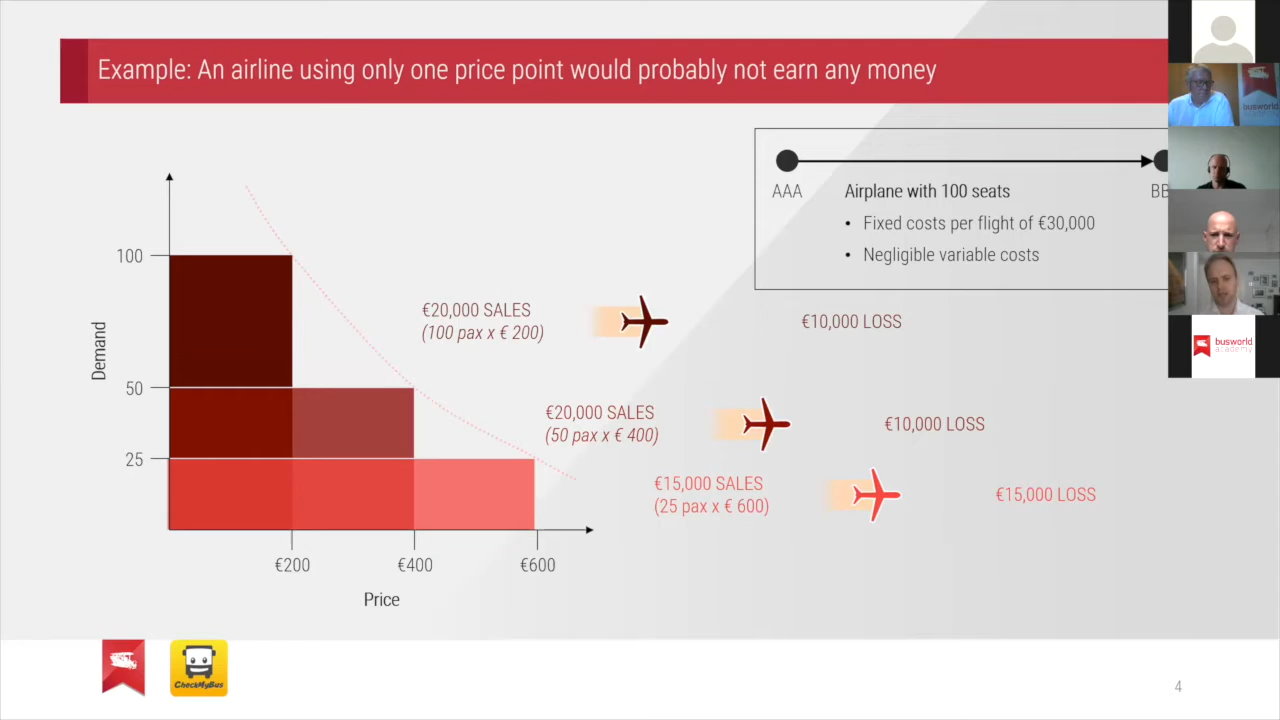 Example: An airline using only one price point would probably not earn any money
AAA
BB
Airplane with 100 seats
• Fixed costs per flight of €30,000
• Negligible variable costs
100
50
25
Demand
€200
€400
€600
Price
€20,000 SALES
(100 pax x € 200)
€10,000 LOSS
€20,000 SALES
(50 pax x € 400)
€10,000 LOSS
€15,000 SALES
(25 pax x € 600)
€15,000 LOSS
busworld
busworld
academy
CheckMyBus
4